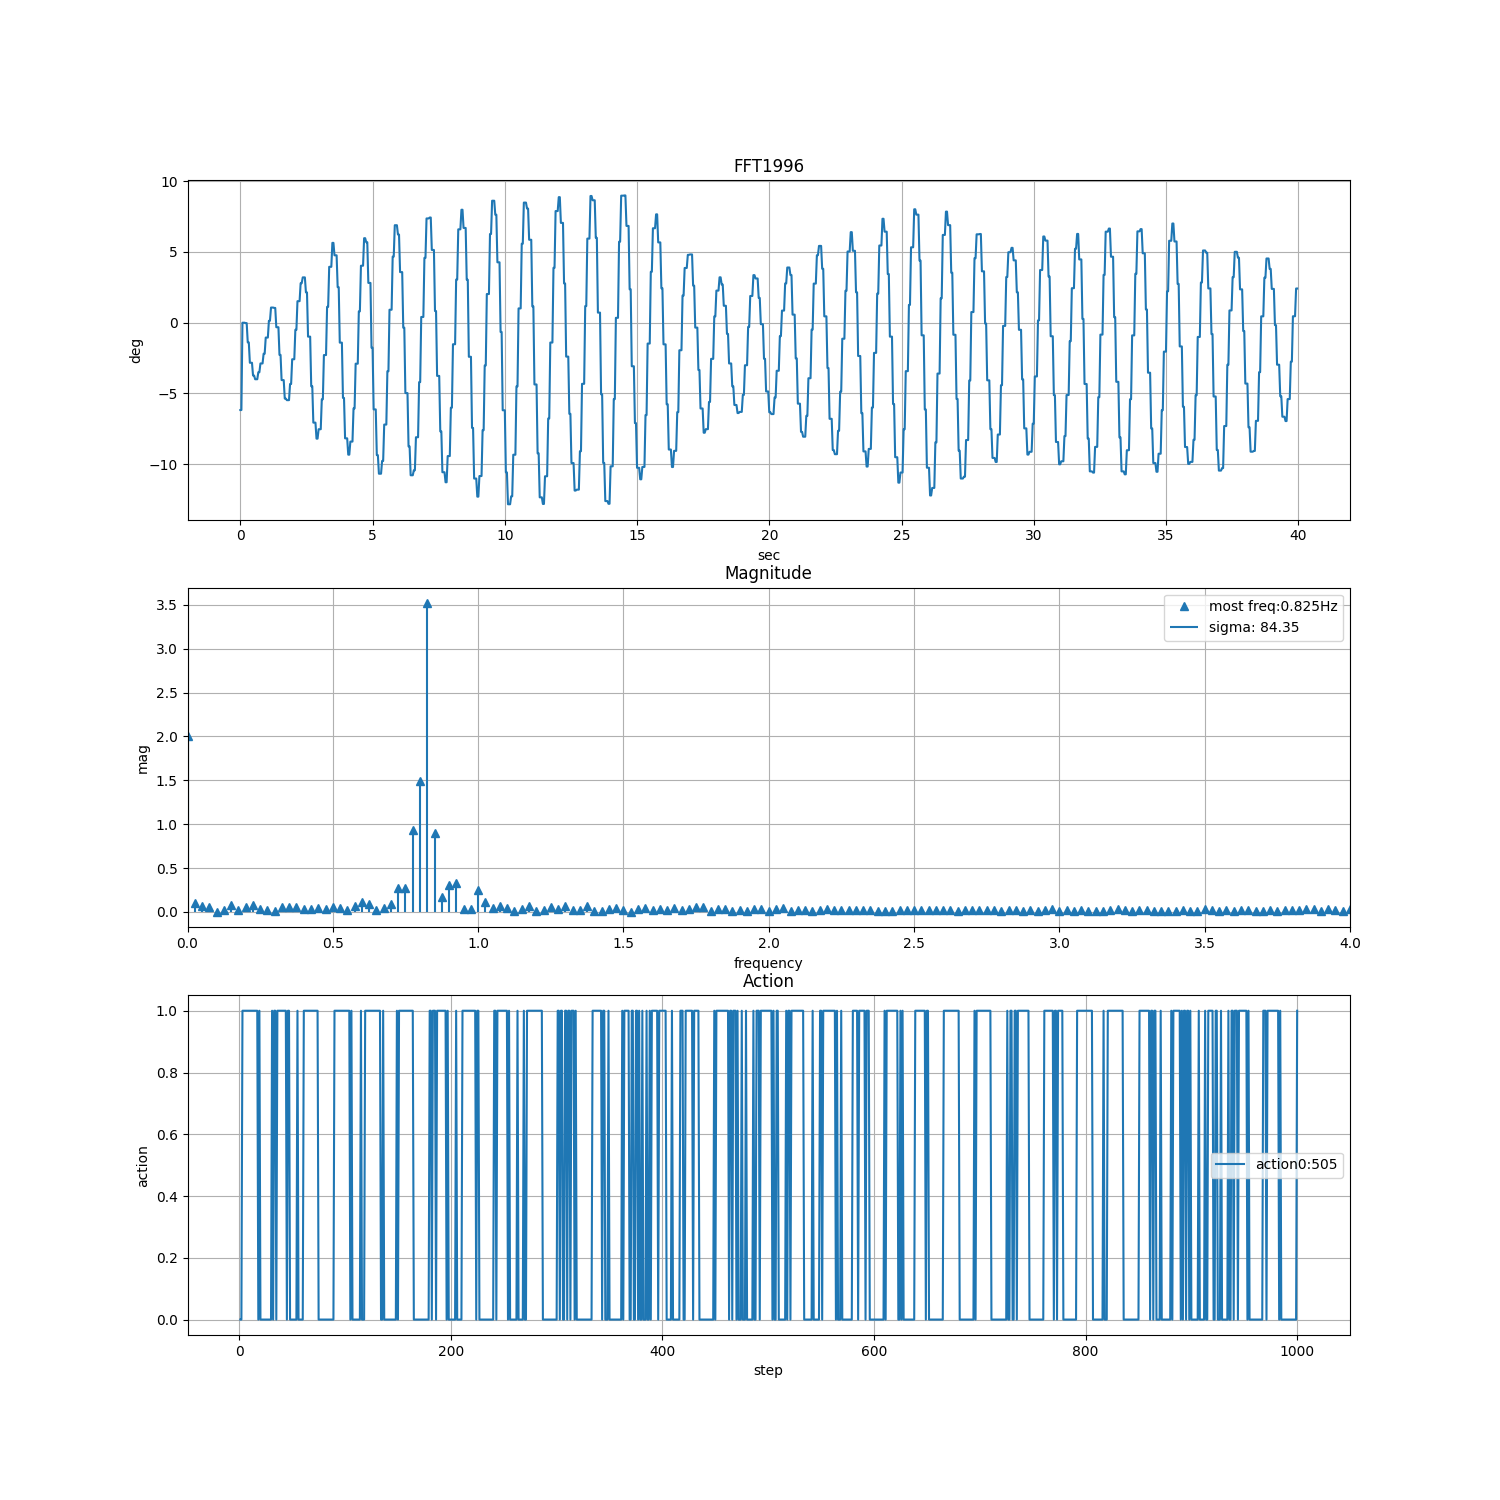 FFT1996
10
5
0
−5
−10
deg
0 5 10 15 20 25 30 35 40
sec
Magnitude
3.5
3.0
2.5
2.0
1.5
1.0
0.5
0.0
mag
most freq:0.825Hz
sigma: 84.35
0.0 0.5 1.0 1.5 2.0 2.5 3.0 3.5 4.0
frequency
Action
1.0
0.8
0.6
0.4
0.2
0.0
action
action0:505
0 200 400 600 800 1000
step